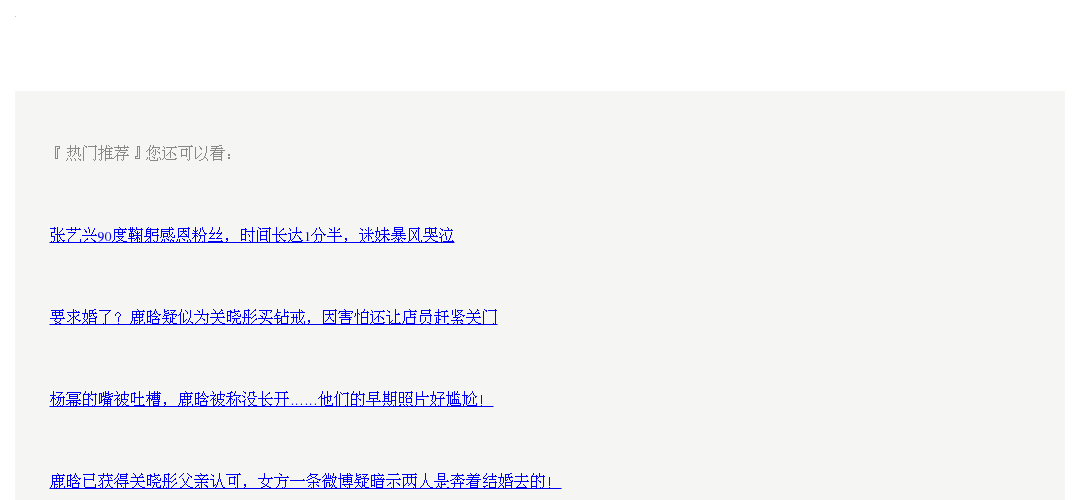 『 热门推荐 』您还可以看：
张艺兴90度鞠躬感恩粉丝，时间长达1分半，迷妹暴风哭泣
要求婚了？鹿晗疑似为关晓彤买钻戒，因害怕还让店员赶紧关门
杨幂的嘴被吐槽，鹿晗被称没长开……他们的早期照片好尴尬！
鹿晗已获得关晓彤父亲认可，女方一条微博疑暗示两人是奔着结婚去的！